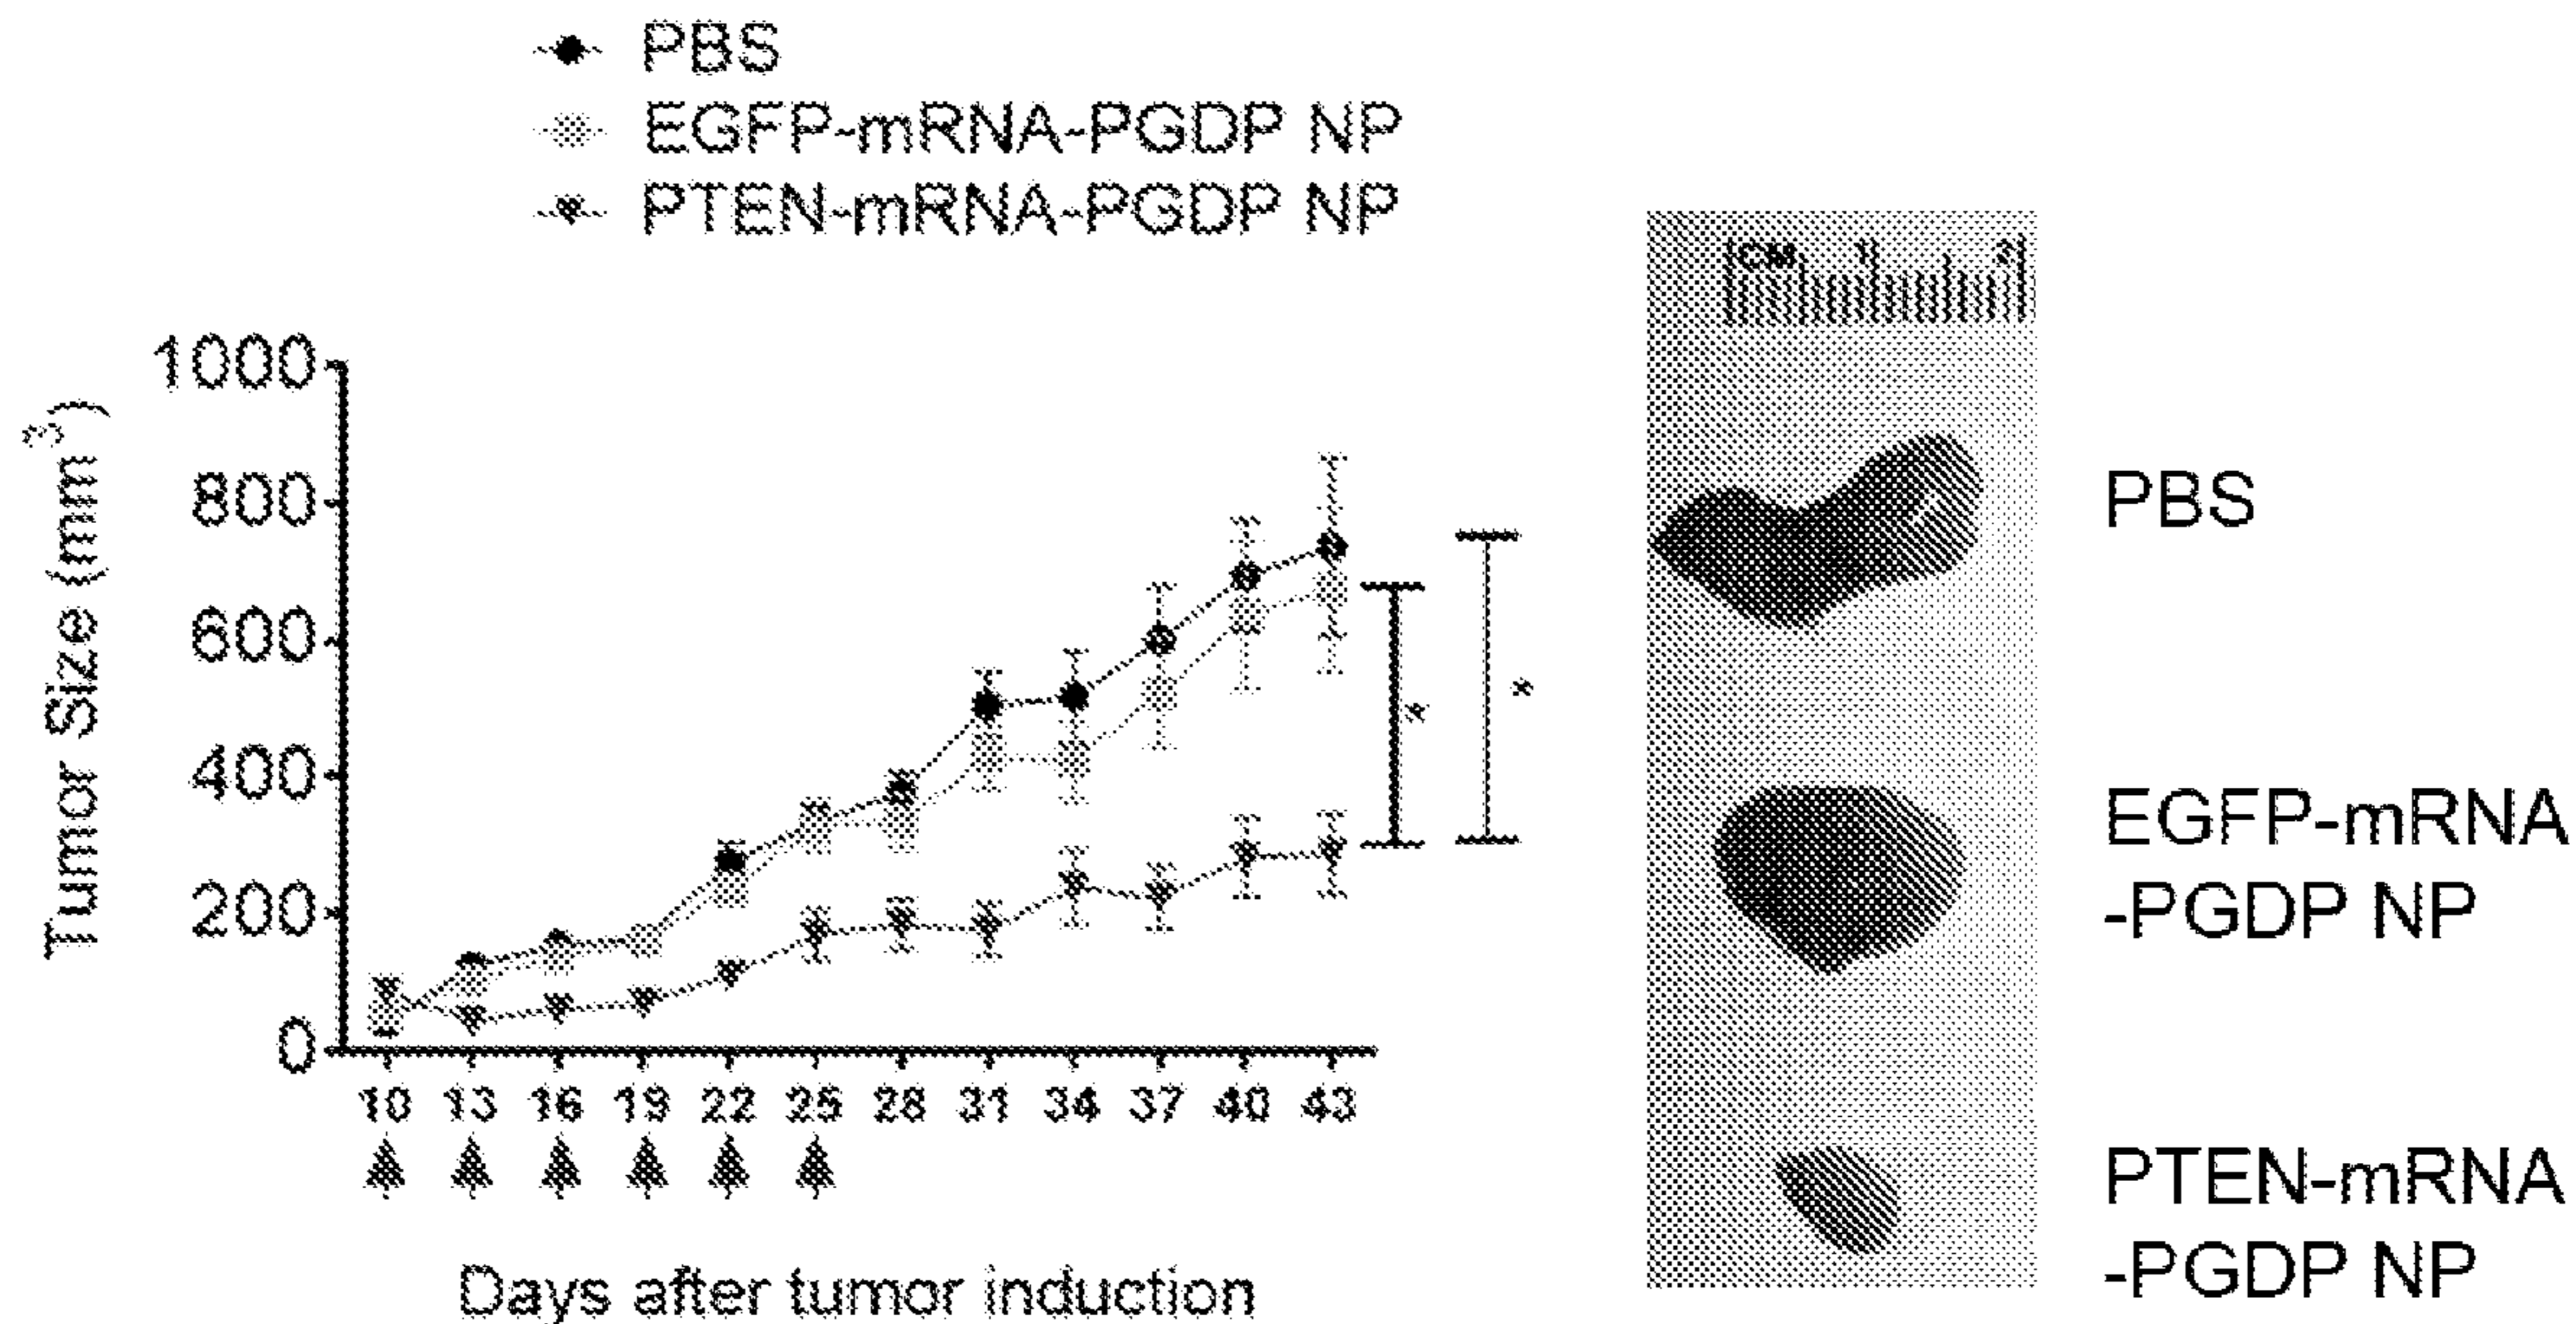 PBS
EGFP-mRNA-PGDP NP
PTEN-mRNA-PGDP NP
CM 1 2
1000
800
600
400
200
0
Tumor Size (mm³)
* *
10 13 16 19 22 25 28 31 34 37 40 43
Days after tumor induction
PBS
EGFP-mRNA
-PGDP NP
PTEN-mRNA
-PGDP NP